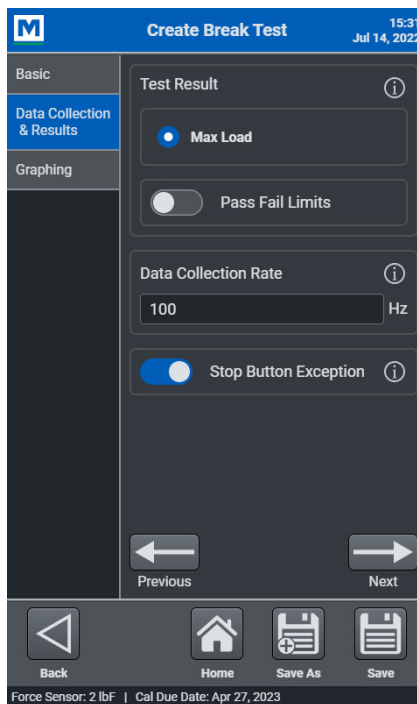 M
Create Break Test
15:31
Jul 14, 2022
Basic
Data Collection
& Results
Graphing
Test Result
Max Load
Pass Fail Limits
Data Collection Rate
100
Hz
Stop Button Exception
Previous
Next
Back
Home
Save As
Save
Force Sensor: 2 lbF | Cal Due Date: Apr 27, 2023